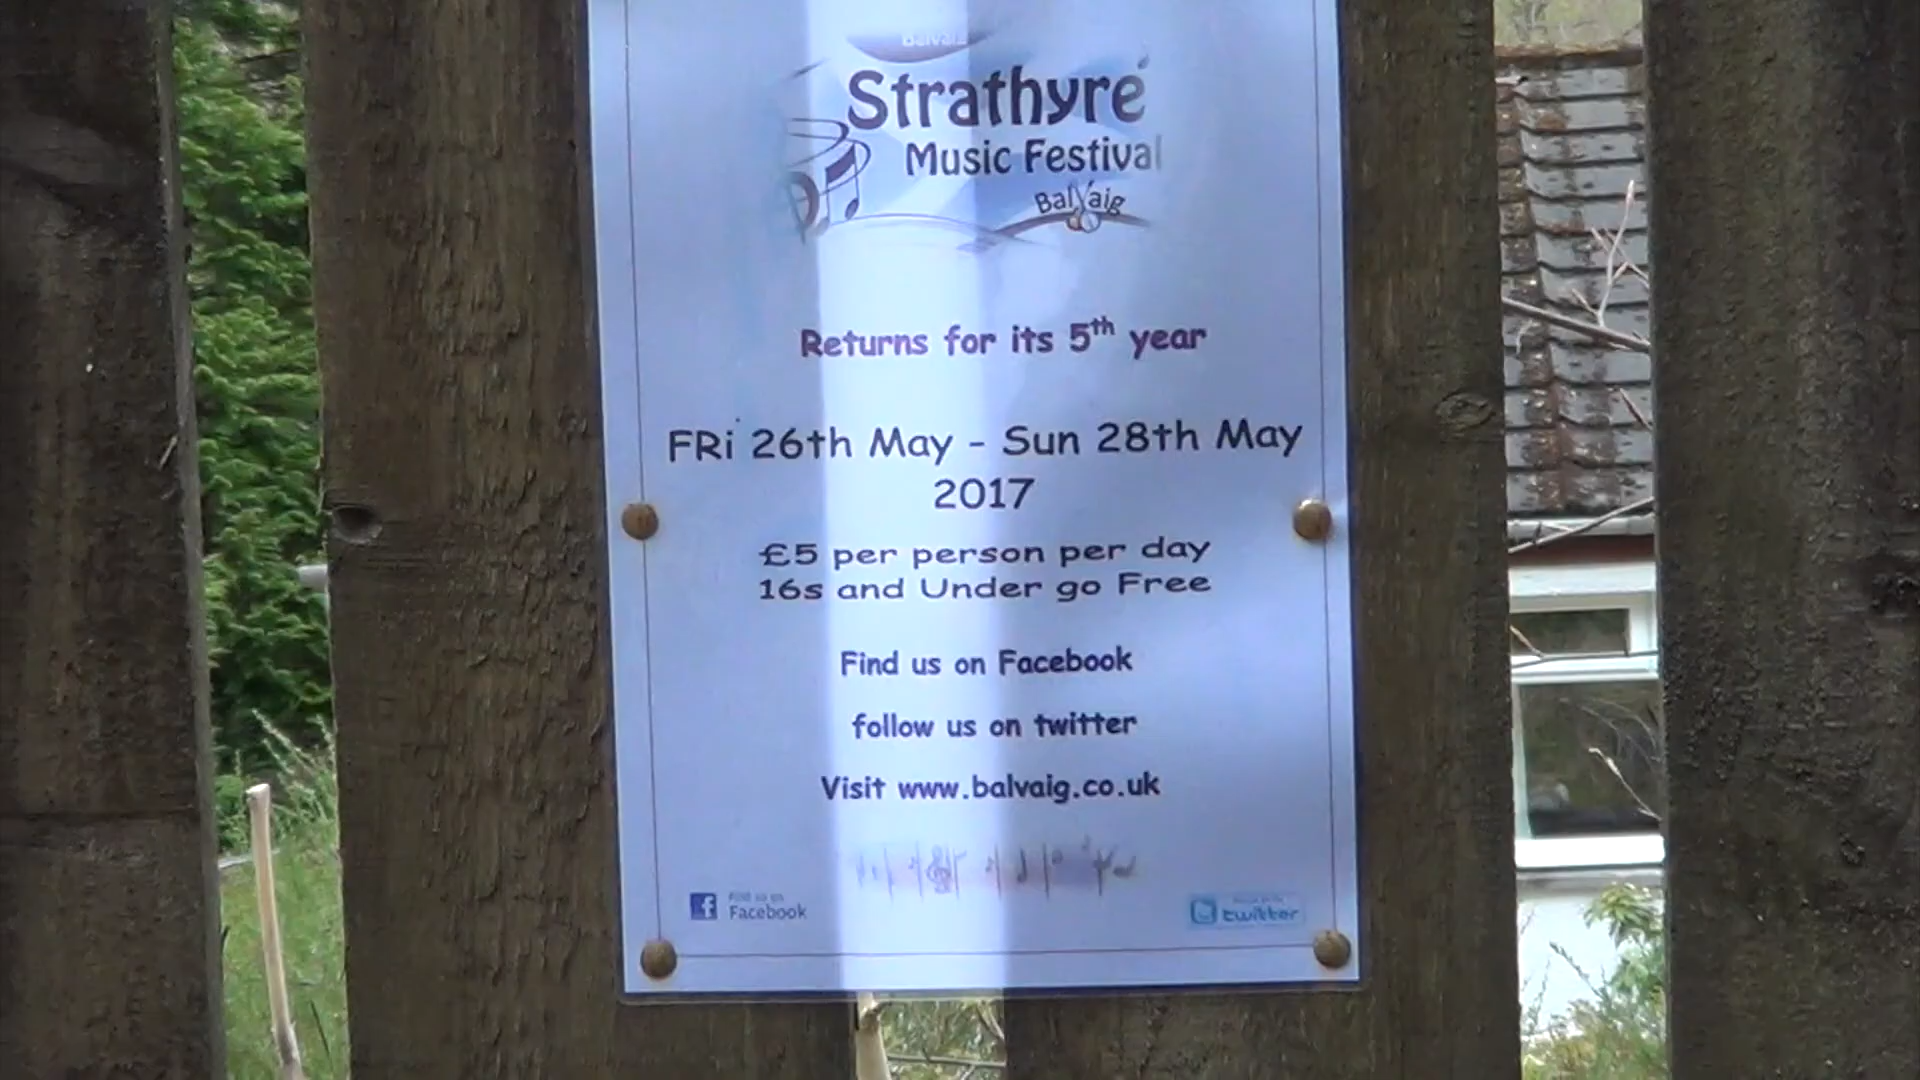 Strathyre
Music Festival
BalVaig
Returns for its 5th year
FRi 26th May - Sun 28th May
2017
£5 per person per day
16s and Under go Free
Find us on Facebook
follow us on twitter
Visit www.balvaig.co.uk
Find us on
Facebook
twitter